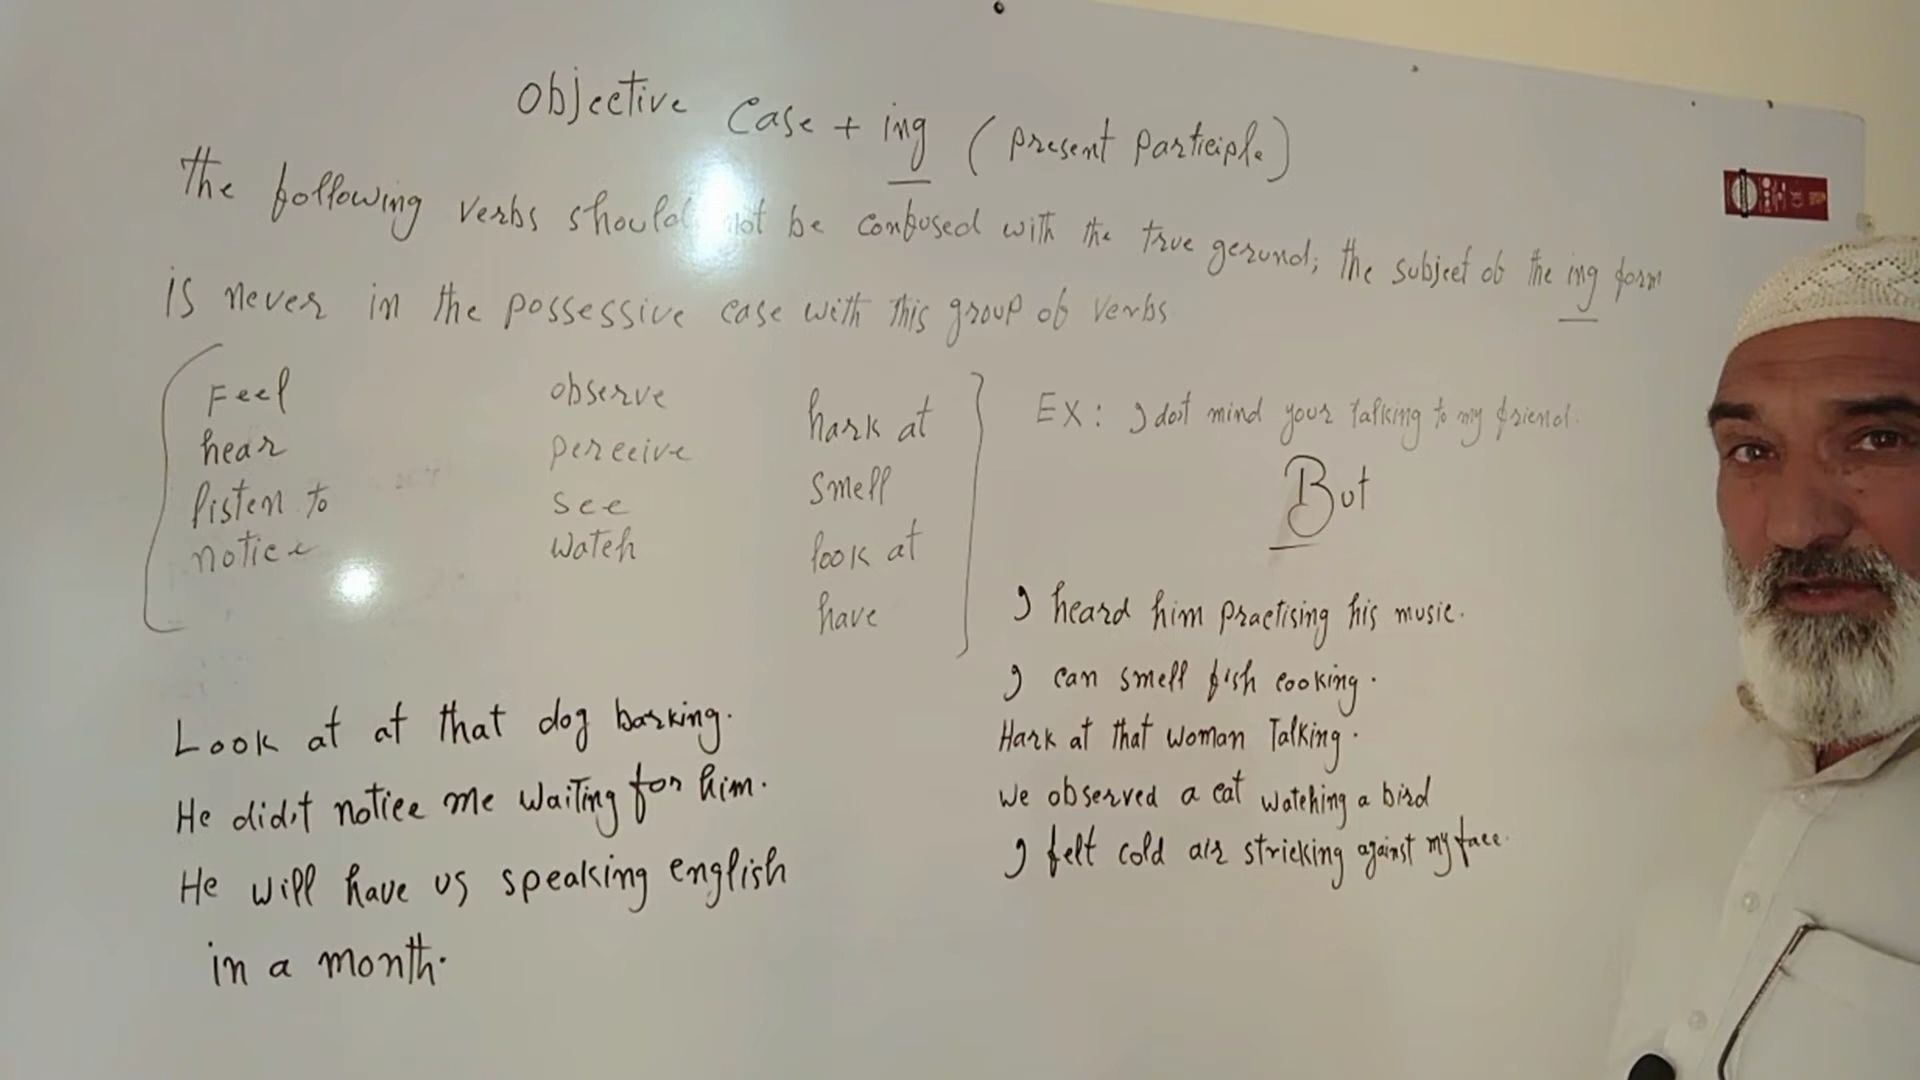 Objective Case + ing (Present Participle)
The following verbs should not be confused with the true gerund; the subject of the ing form
is never in the possessive case with this group of verbs
Feel
hear
listen to
notice
observe
perceive
see
watch
hark at
smell
look at
have
EX: I don't mind your talking to my friend.
But
I heard him practising his music.
I can smell fish cooking.
Hark at that woman Talking.
We observed a cat watching a bird
I felt cold air stricking against my face.
Look at at that dog barking.
He didn't notice me waiting for him.
He will have us speaking english
in a month.